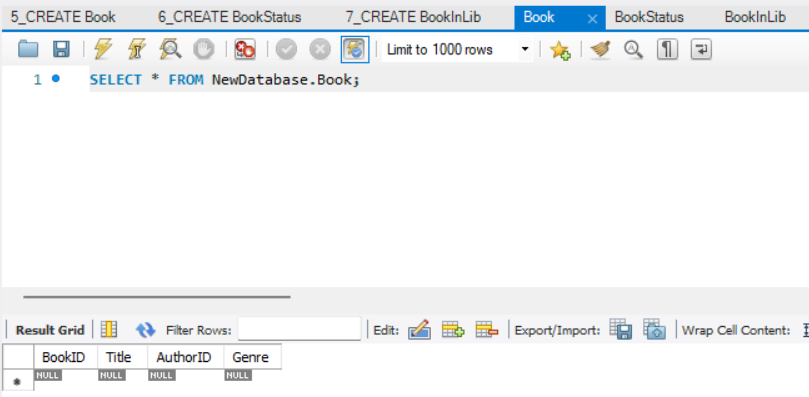 5_CREATE Book 6_CREATE BookStatus 7_CREATE BookInLib Book × BookStatus BookInLib
Limit to 1000 rows
1 SELECT * FROM NewDatabase.Book;
Result Grid Filter Rows: Edit: Export/Import: Wrap Cell Content:
BookID Title AuthorID Genre
* NULL NULL NULL NULL